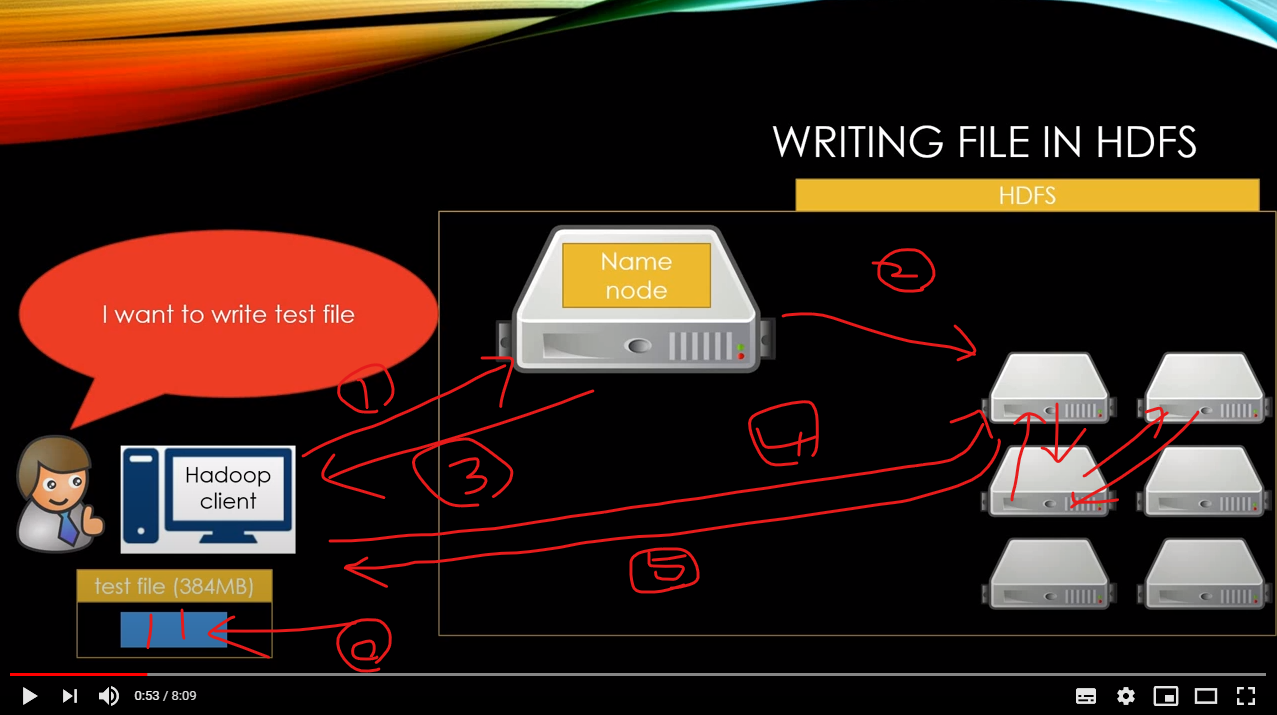 WRITING FILE IN HDFS
HDFS
Name
node
2
I want to write test file
1
4
Hadoop
client
3
5
test file (384MB)
0:53 / 8:09